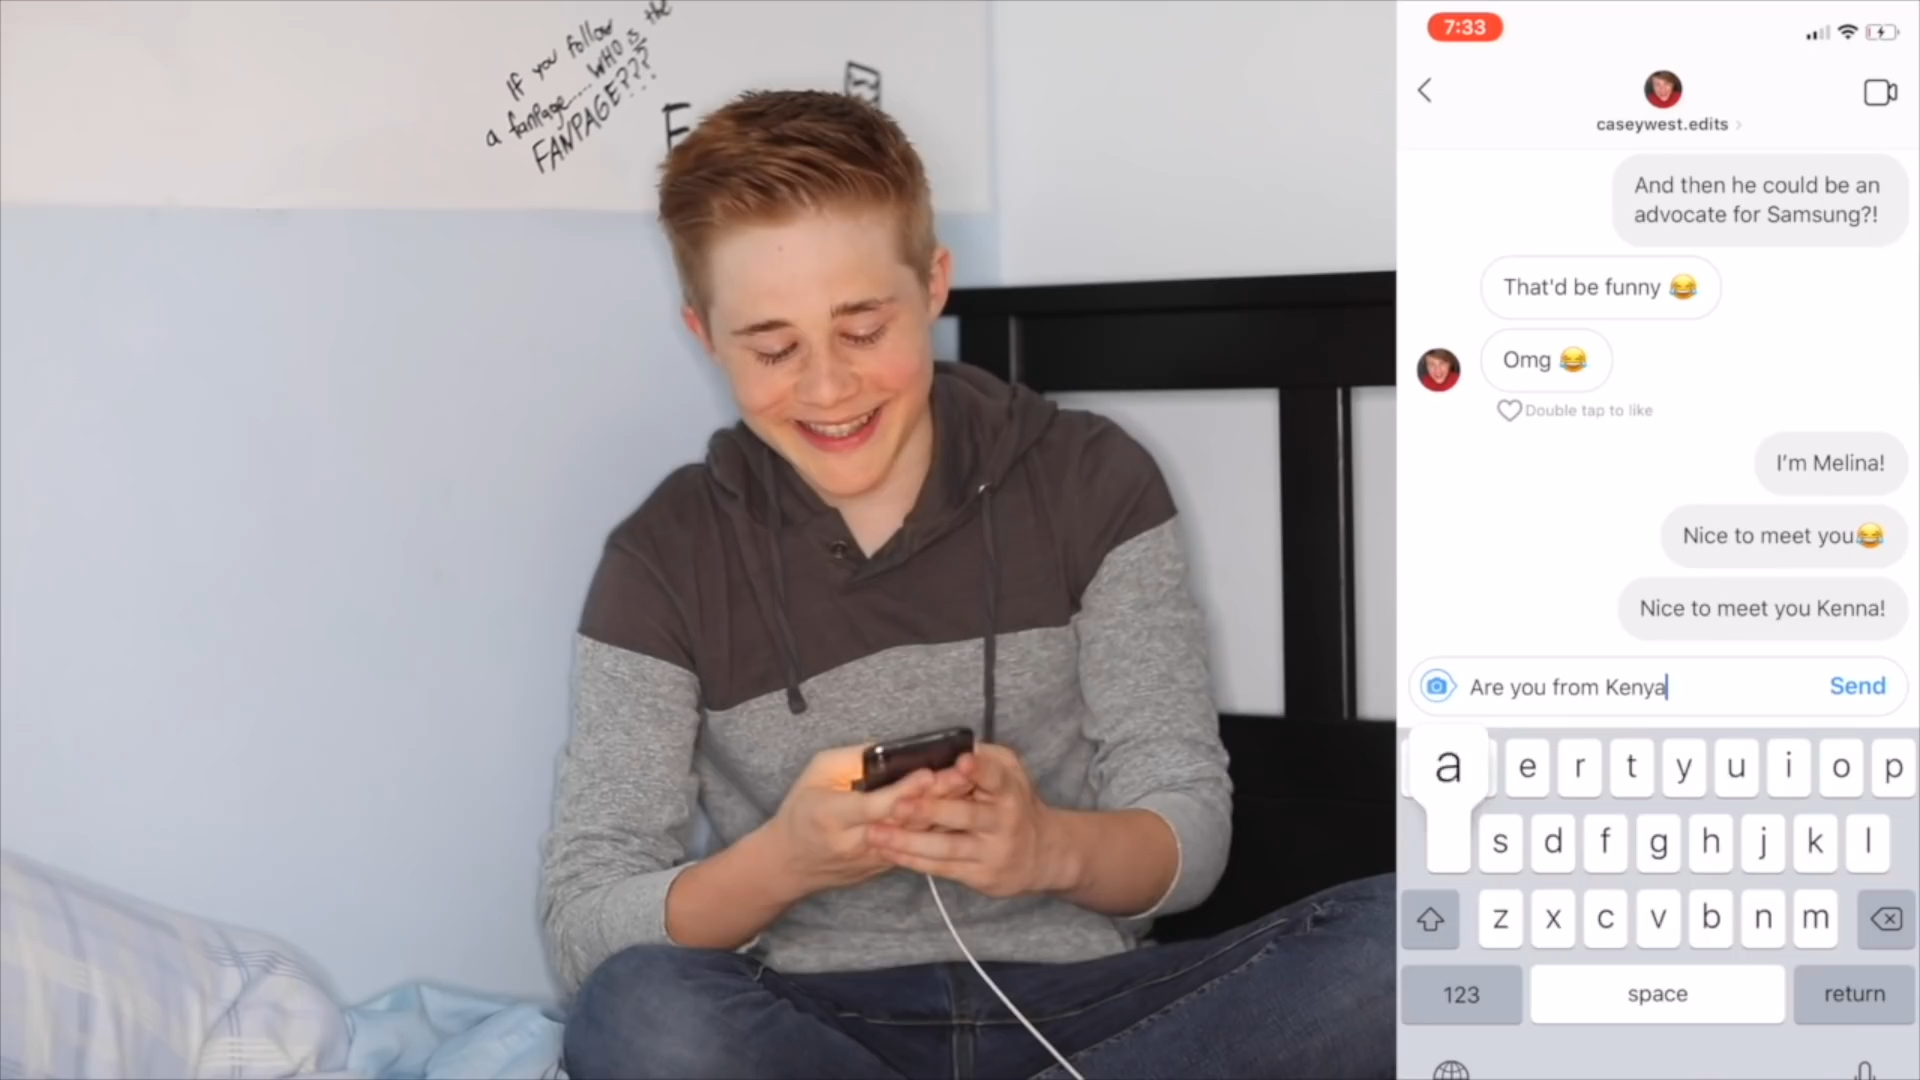 If you follow the
a fanpage.... WHO is
FANPAGE???
F
7:33
caseywest.edits
And then he could be an
advocate for Samsung?!
That'd be funny 😂
Omg 😂
Double tap to like
I'm Melina!
Nice to meet you😂
Nice to meet you Kenna!
Are you from Kenya
Send
a e r t y u i o p
s d f g h j k l
z x c v b n m
123 space return